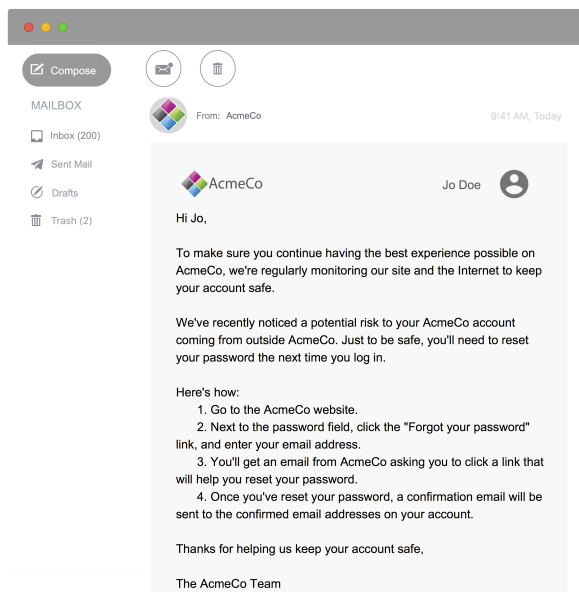 Compose
MAILBOX
From: AcmeCo
9:41 AM, Today
Inbox (200)
Sent Mail
Drafts
Trash (2)
AcmeCo
Jo Doe
Hi Jo,
To make sure you continue having the best experience possible on
AcmeCo, we're regularly monitoring our site and the Internet to keep
your account safe.
We've recently noticed a potential risk to your AcmeCo account
coming from outside AcmeCo. Just to be safe, you'll need to reset
your password the next time you log in.
Here's how:
1. Go to the AcmeCo website.
2. Next to the password field, click the "Forgot your password"
link, and enter your email address.
3. You'll get an email from AcmeCo asking you to click a link that
will help you reset your password.
4. Once you've reset your password, a confirmation email will be
sent to the confirmed email addresses on your account.
Thanks for helping us keep your account safe,
The AcmeCo Team